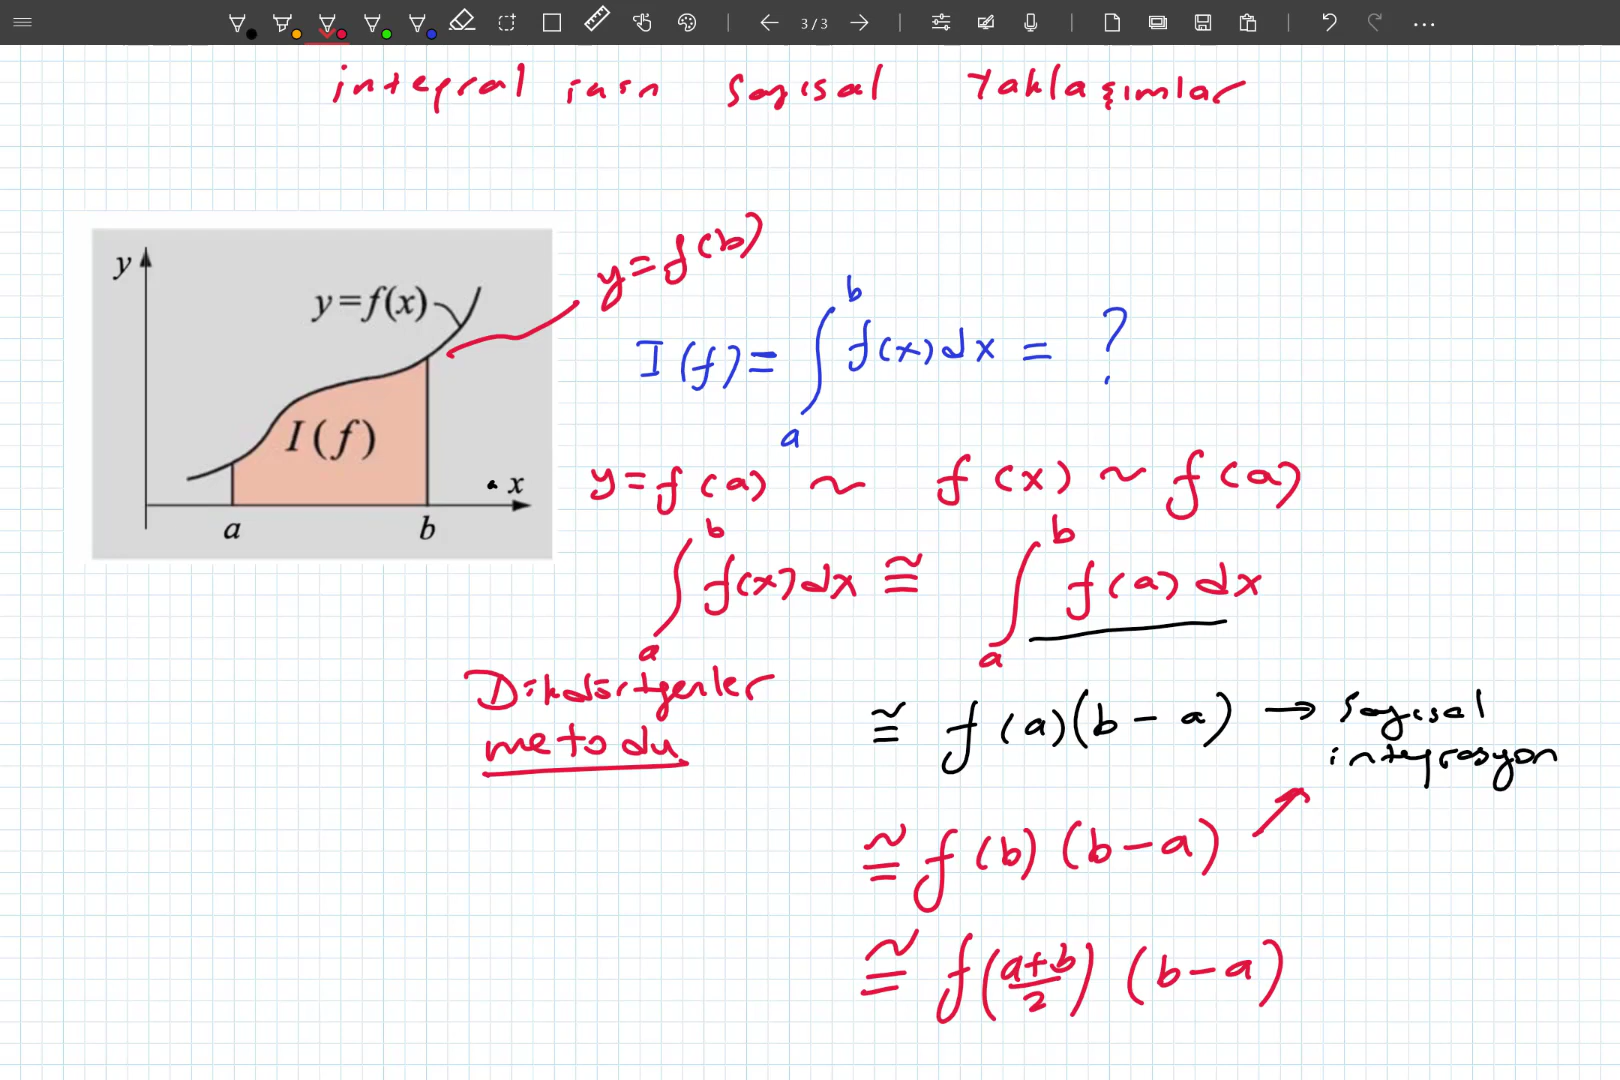 3/3
integral için Sayısal Yaklaşımlar
y
y=f(x)
I(f)
x
a
b
y=f(b)
I(f)= ∫_a^b f(x)dx = ?
y=f(a) ~ f(x) ~ f(a)
∫_a^b f(x)dx ≅ ∫_a^b f(a)dx
Dikdörtgenler
metodu
≅ f(a)(b-a) → Sayısal
integrasyon
≅ f(b)(b-a)
≅ f((a+b)/2)(b-a)